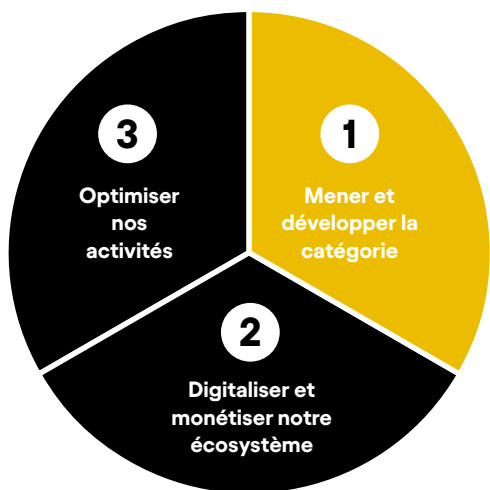 1
Mener et
développer la
catégorie
2
Digitaliser et
monétiser notre
écosystème
3
Optimiser
nos
activités